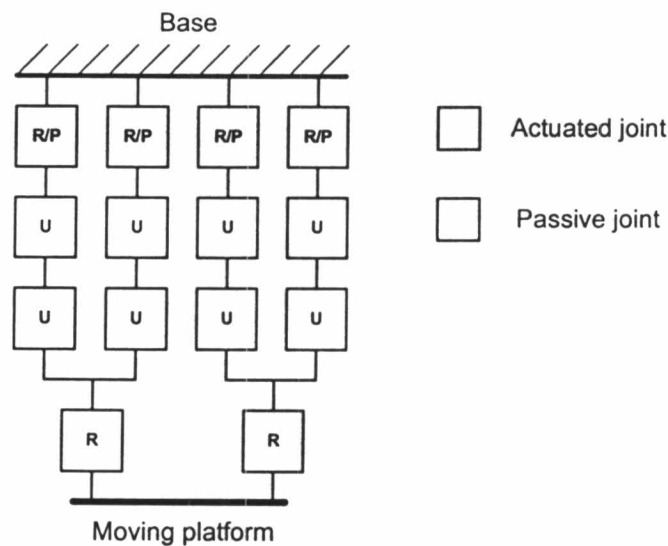 Base
R/P R/P R/P R/P
Actuated joint
U U U U
Passive joint
U U U U
R R
Moving platform